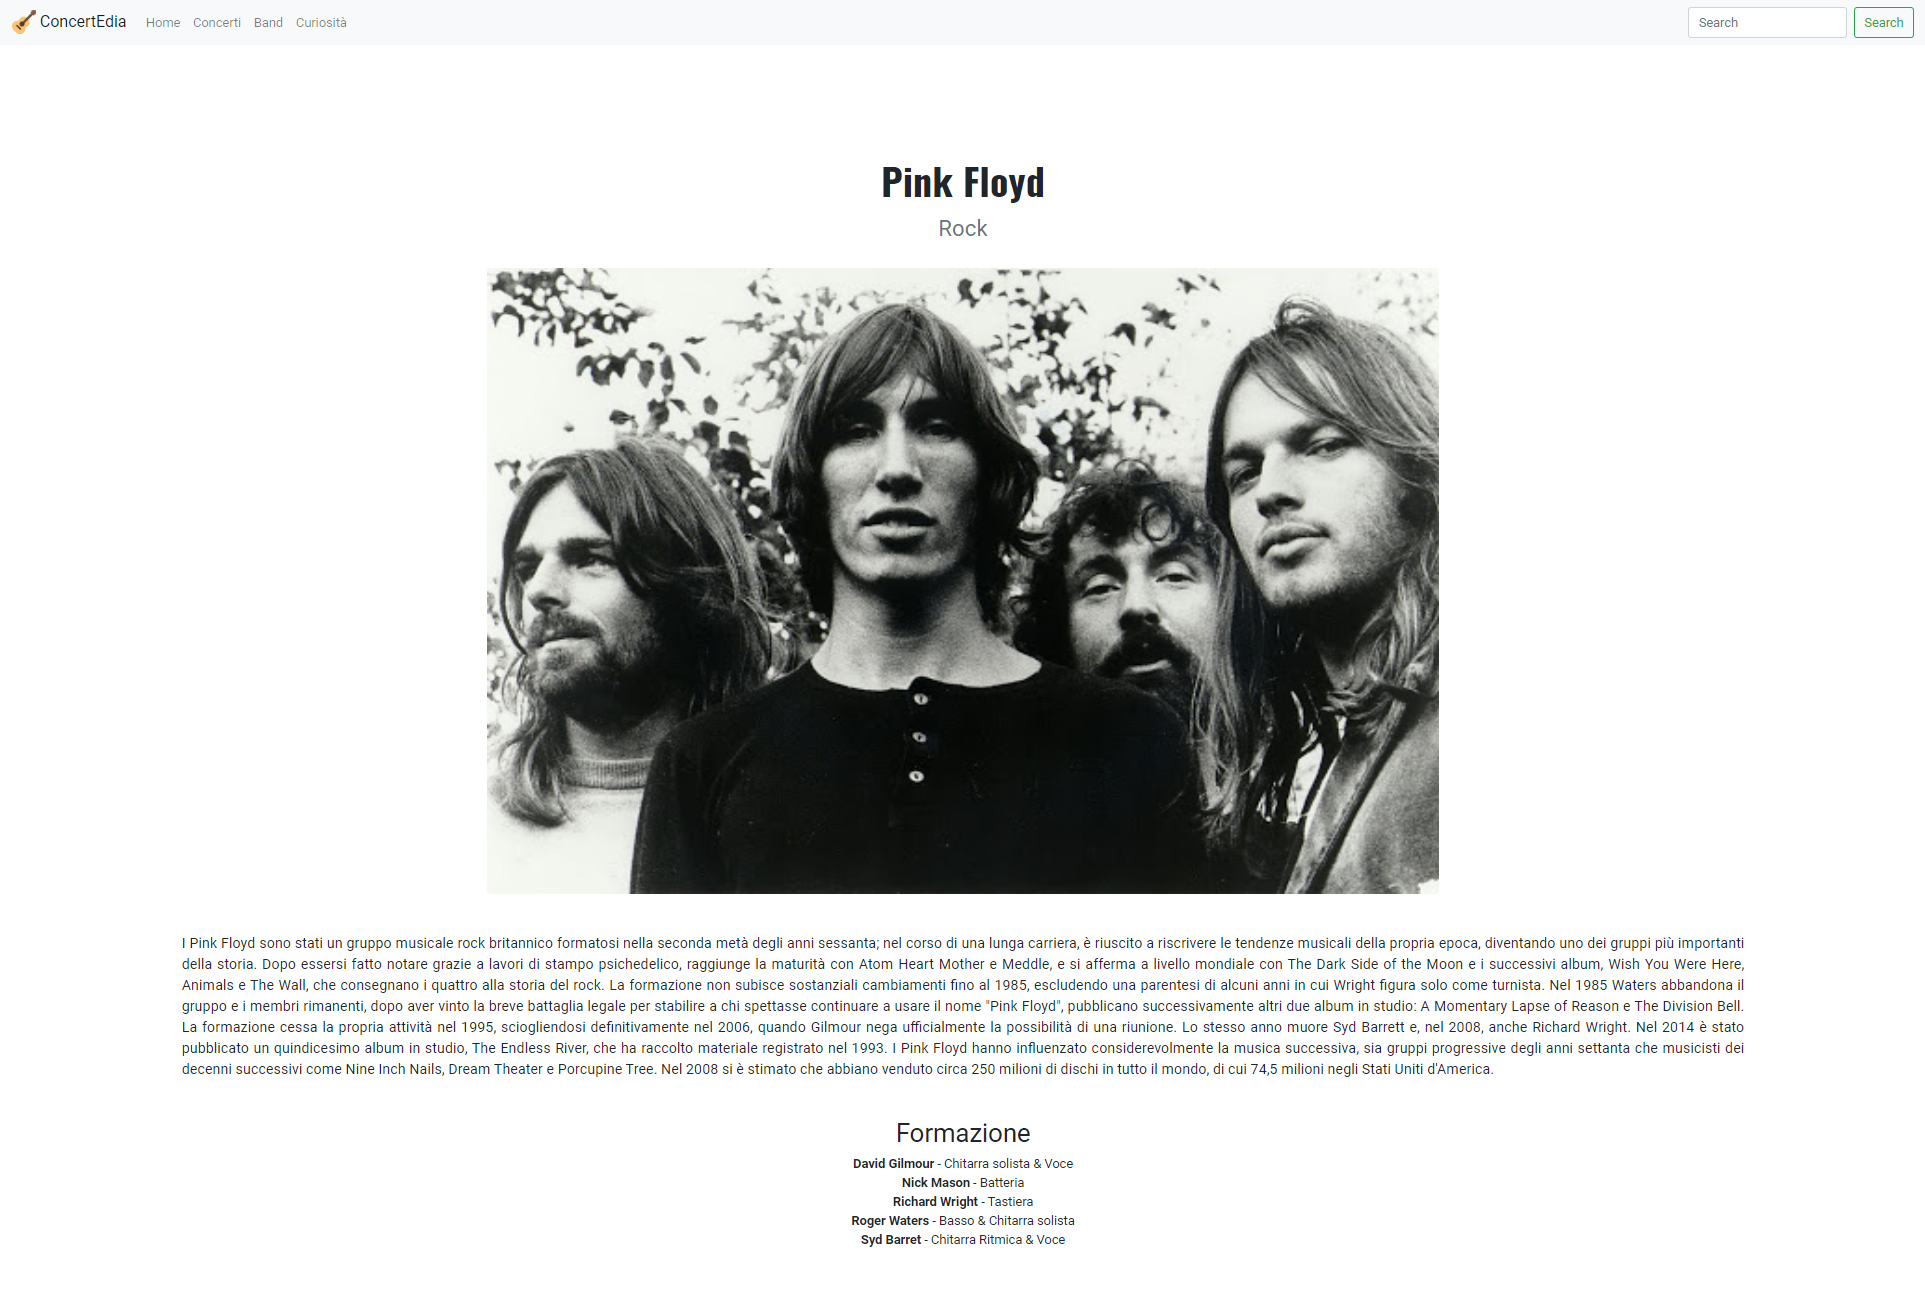 ConcertEdia Home Concerti Band Curiosità Search Search
Pink Floyd
Rock
I Pink Floyd sono stati un gruppo musicale rock britannico formatosi nella seconda metà degli anni sessanta; nel corso di una lunga carriera, è riuscito a riscrivere le tendenze musicali della propria epoca, diventando uno dei gruppi più importanti
della storia. Dopo essersi fatto notare grazie a lavori di stampo psichedelico, raggiunge la maturità con Atom Heart Mother e Meddle, e si afferma a livello mondiale con The Dark Side of the Moon e i successivi album, Wish You Were Here,
Animals e The Wall, che consegnano i quattro alla storia del rock. La formazione non subisce sostanziali cambiamenti fino al 1985, escludendo una parentesi di alcuni anni in cui Wright figura solo come turnista. Nel 1985 Waters abbandona il
gruppo e i membri rimanenti, dopo aver vinto la breve battaglia legale per stabilire a chi spettasse continuare a usare il nome "Pink Floyd", pubblicano successivamente altri due album in studio: A Momentary Lapse of Reason e The Division Bell.
La formazione cessa la propria attività nel 1995, sciogliendosi definitivamente nel 2006, quando Gilmour nega ufficialmente la possibilità di una riunione. Lo stesso anno muore Syd Barrett e, nel 2008, anche Richard Wright. Nel 2014 è stato
pubblicato un quindicesimo album in studio, The Endless River, che ha raccolto materiale registrato nel 1993. I Pink Floyd hanno influenzato considerevolmente la musica successiva, sia gruppi progressive degli anni settanta che musicisti dei
decenni successivi come Nine Inch Nails, Dream Theater e Porcupine Tree. Nel 2008 si è stimato che abbiano venduto circa 250 milioni di dischi in tutto il mondo, di cui 74,5 milioni negli Stati Uniti d'America.
Formazione
David Gilmour - Chitarra solista & Voce
Nick Mason - Batteria
Richard Wright - Tastiera
Roger Waters - Basso & Chitarra solista
Syd Barret - Chitarra Ritmica & Voce